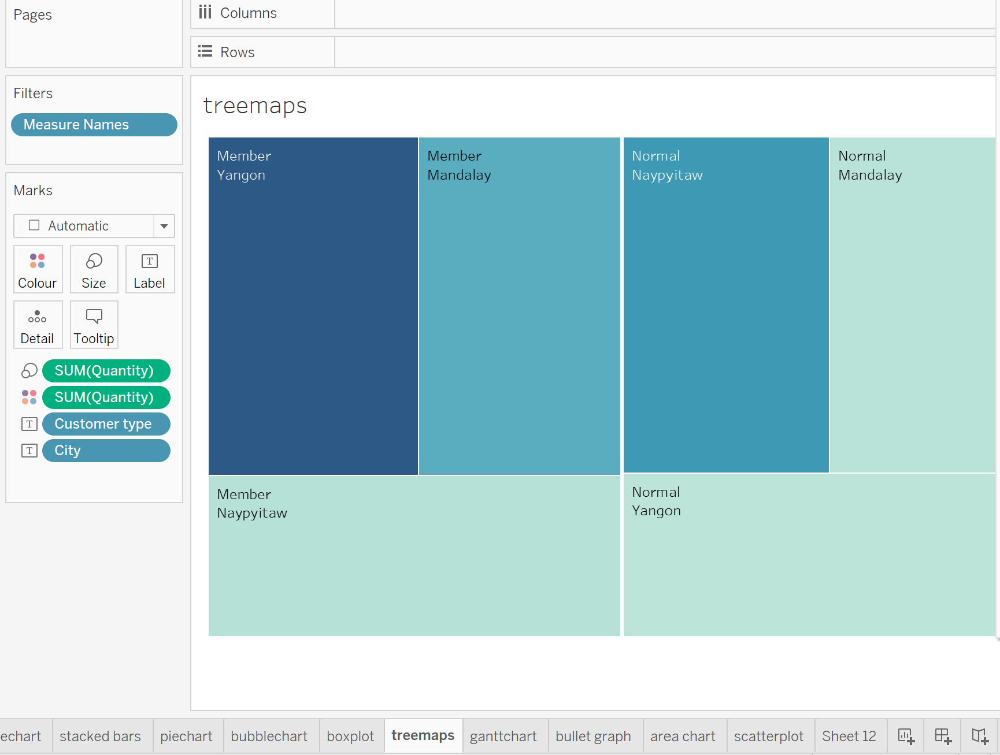 Pages
Columns
Rows
Filters
Measure Names
Marks
Automatic
Colour
Size
Label
Detail
Tooltip
SUM(Quantity)
SUM(Quantity)
Customer type
City
treemaps
Member
Yangon
Member
Mandalay
Normal
Naypyitaw
Normal
Mandalay
Member
Naypyitaw
Normal
Yangon
echart
stacked bars
piechart
bubblechart
boxplot
treemaps
ganttchart
bullet graph
area chart
scatterplot
Sheet 12